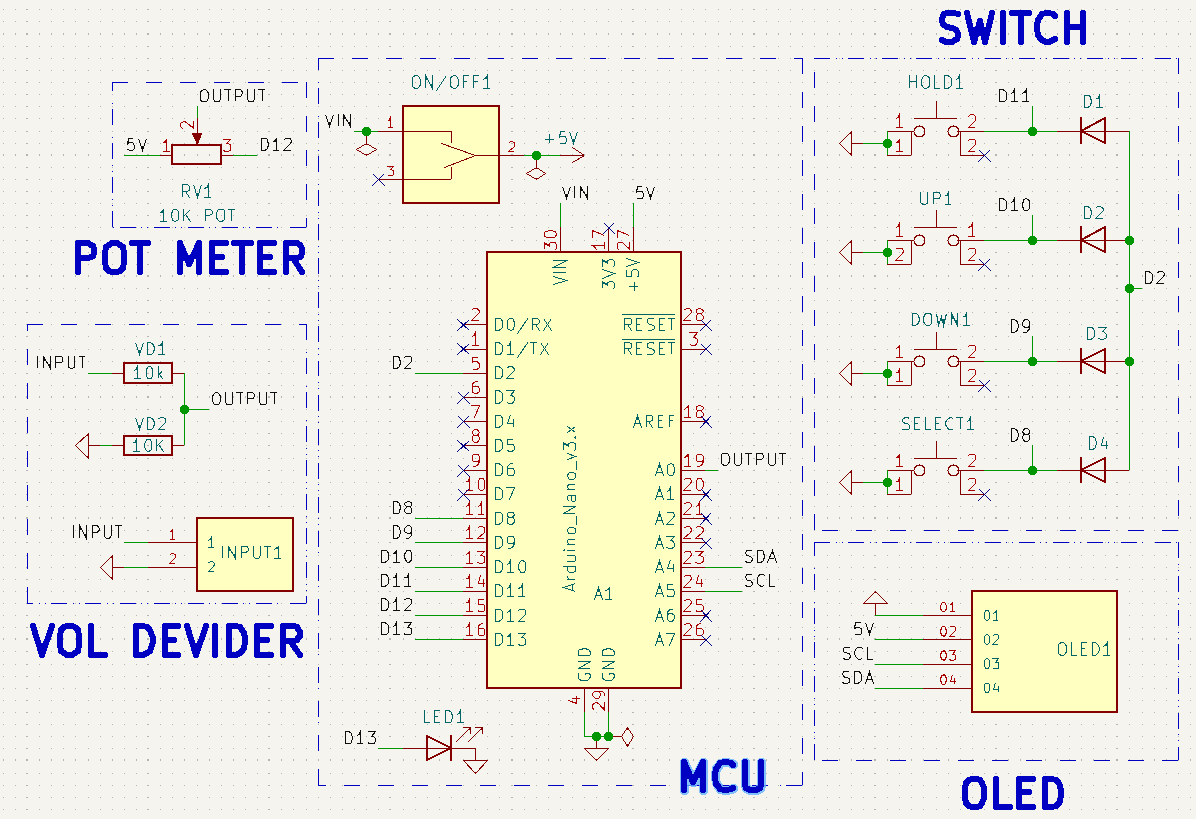 SWITCH
ON/OFF1
VIN
1
2
3
+5V
OUTPUT
2
5V
1
3
D12
RV1
10K POT
POT METER
INPUT
VD1
10k
OUTPUT
VD2
10K
INPUT
1
2
1
2
INPUT1
VOL DEVIDER
VIN
5V
30
17
27
VIN
3V3
+5V
2
D0/RX
1
D1/TX
D2
5
D2
6
D3
7
D4
8
D5
9
D6
10
D7
D8
11
D8
D9
12
D9
D10
13
D10
D11
14
D11
D12
15
D12
D13
16
D13
RESET
28
RESET
3
AREF
18
A0
19
OUTPUT
A1
20
A2
21
A3
22
A4
23
SDA
A5
24
SCL
A6
25
A7
26
Arduino_Nano_v3.x
A1
GND
GND
4
29
D13
LED1
MCU
HOLD1
1
2
1
2
D11
D1
UP1
1
1
2
2
D10
D2
D2
DOWN1
1
2
1
2
D9
D3
SELECT1
1
2
1
2
D8
D4
01
01
5V
02
02
SCL
03
03
SDA
04
04
OLED1
OLED